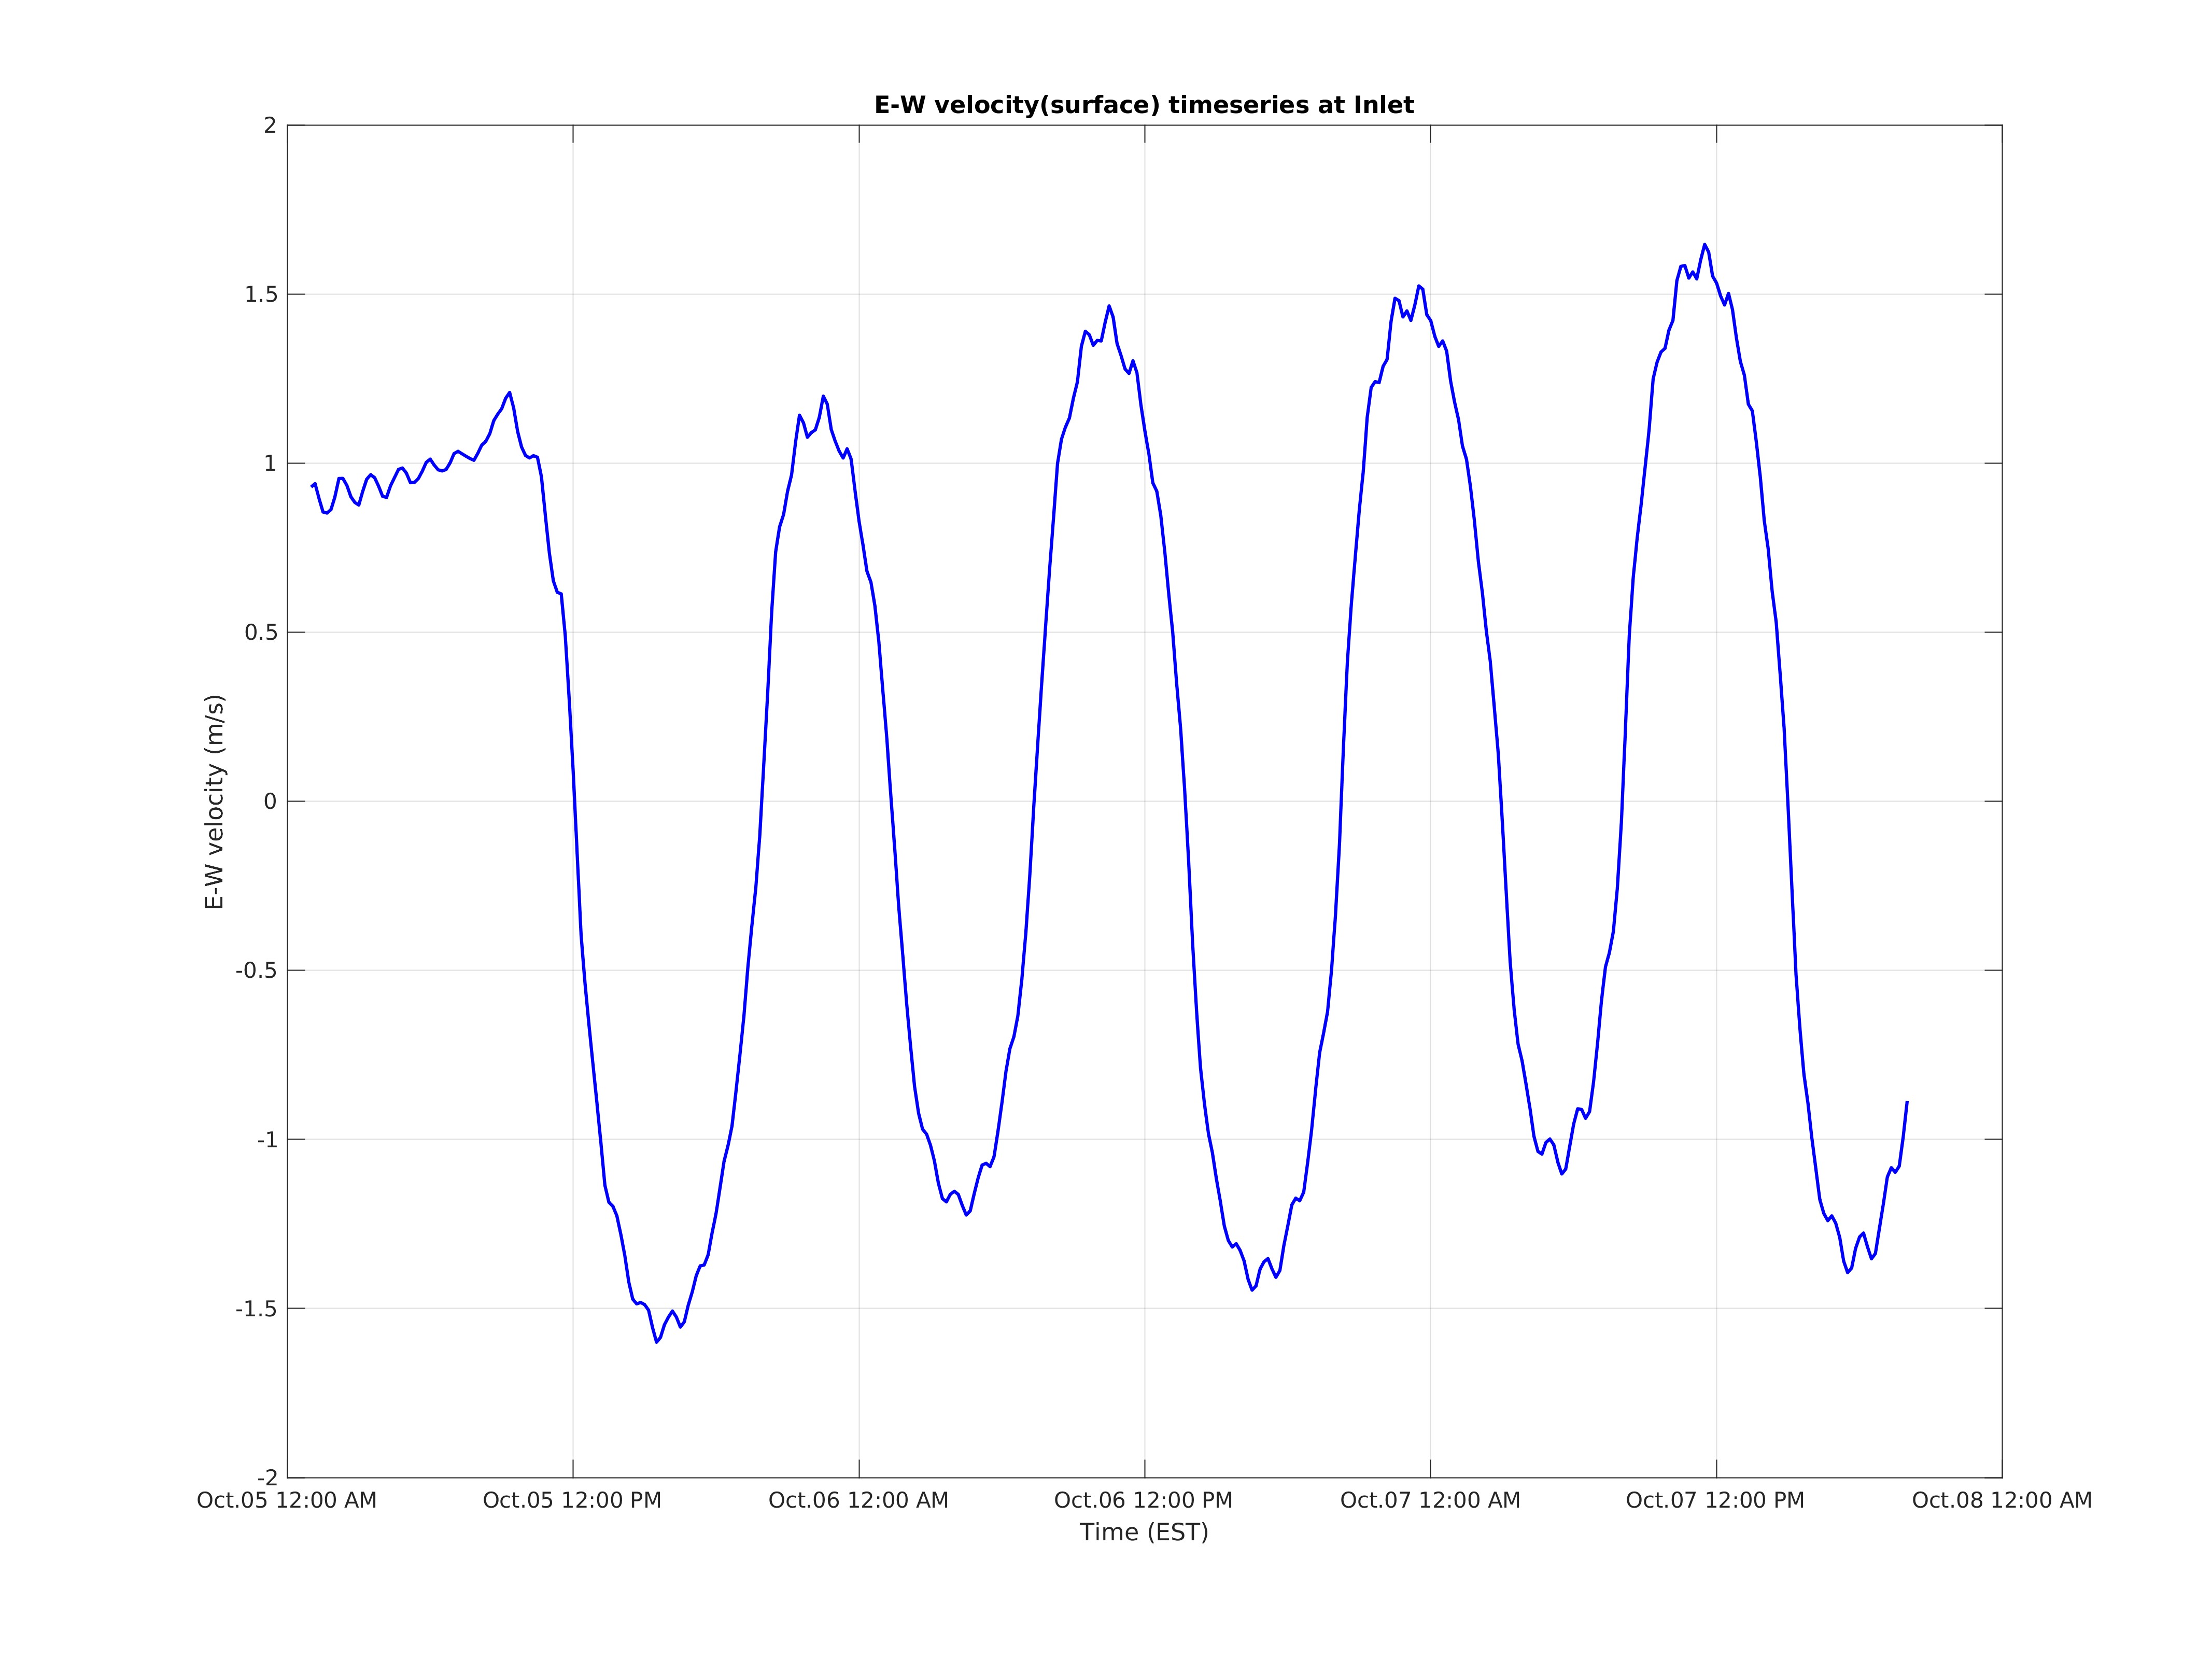 E-W velocity(surface) timeseries at Inlet
2
1.5
1
0.5
0
-0.5
-1
-1.5
-2
E-W velocity (m/s)
Oct.05 12:00 AM
Oct.05 12:00 PM
Oct.06 12:00 AM
Oct.06 12:00 PM
Oct.07 12:00 AM
Oct.07 12:00 PM
Oct.08 12:00 AM
Time (EST)